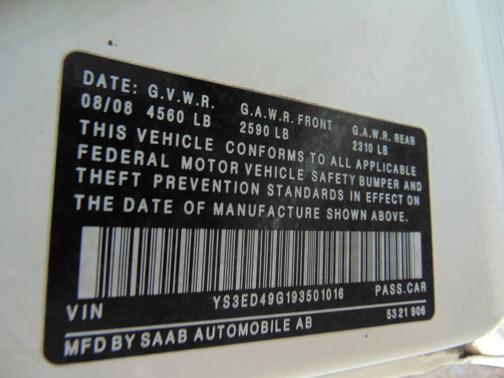 DATE: G.V.W.R. G.A.W.R. FRONT G.A.W.R. REAR
08/08 4560 LB 2590 LB 2310 LB
THIS VEHICLE CONFORMS TO ALL APPLICABLE
FEDERAL MOTOR VEHICLE SAFETY BUMPER AND
THEFT PREVENTION STANDARDS IN EFFECT ON
THE DATE OF MANUFACTURE SHOWN ABOVE.
VIN YS3ED49G193501016 PASS.CAR
MFD BY SAAB AUTOMOBILE AB 5321906